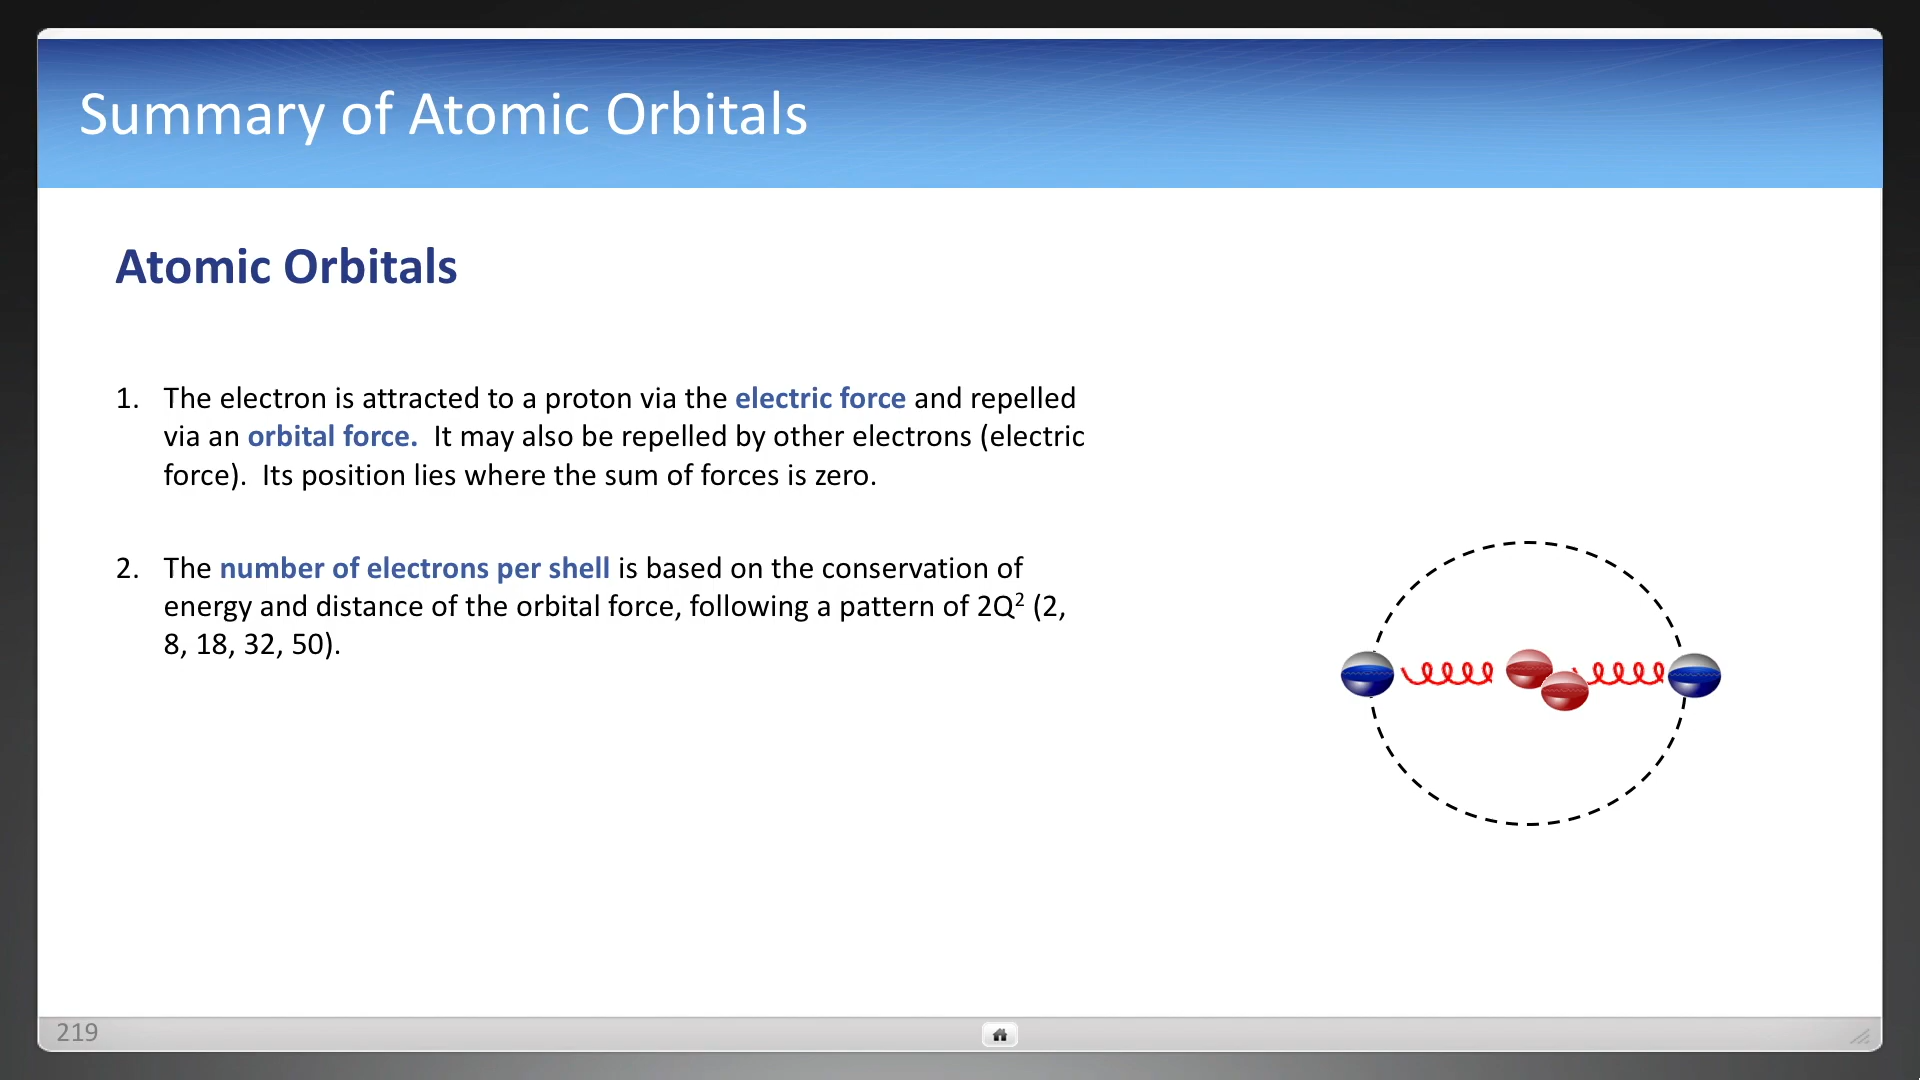 Summary of Atomic Orbitals
Atomic Orbitals
1. The electron is attracted to a proton via the electric force and repelled
via an orbital force.  It may also be repelled by other electrons (electric
force).  Its position lies where the sum of forces is zero.
2. The number of electrons per shell is based on the conservation of
energy and distance of the orbital force, following a pattern of 2Q² (2,
8, 18, 32, 50).
219